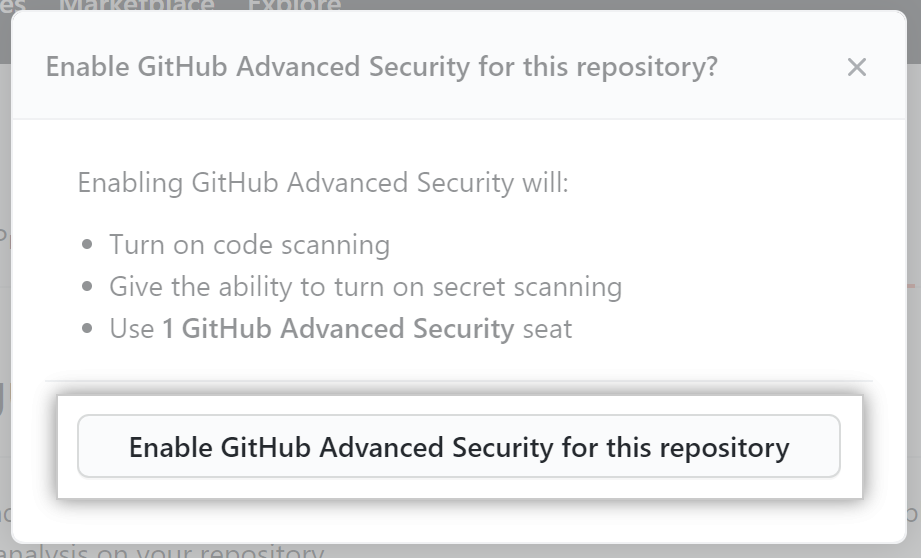 Marketplace Explore
Enable GitHub Advanced Security for this repository?
Enabling GitHub Advanced Security will:
Turn on code scanning
Give the ability to turn on secret scanning
Use 1 GitHub Advanced Security seat
Enable GitHub Advanced Security for this repository
analysis on your repository